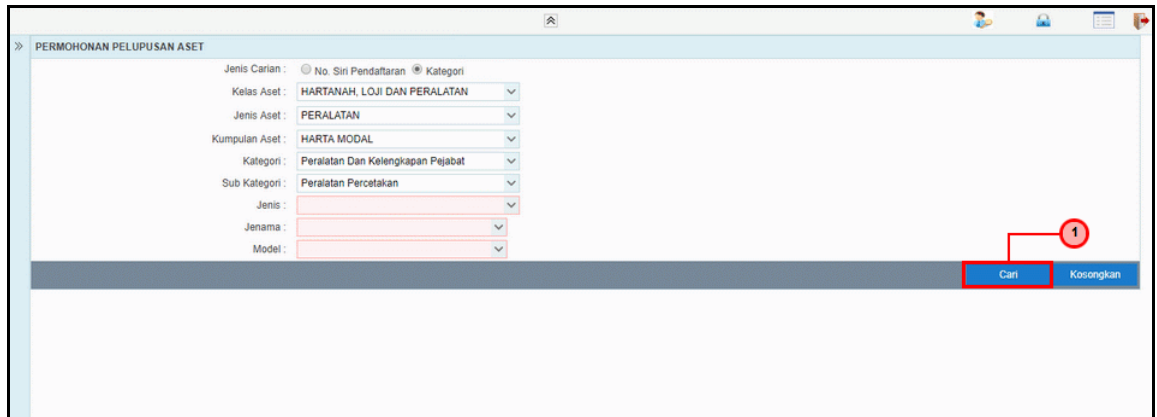 PERMOHONAN PELUPUSAN ASET
Jenis Carian : No. Siri Pendaftaran Kategori
Kelas Aset : HARTANAH, LOJI DAN PERALATAN
Jenis Aset : PERALATAN
Kumpulan Aset : HARTA MODAL
Kategori : Peralatan Dan Kelengkapan Pejabat
Sub Kategori : Peralatan Percetakan
Jenis :
Jenama :
Model :
1
Cari Kosongkan